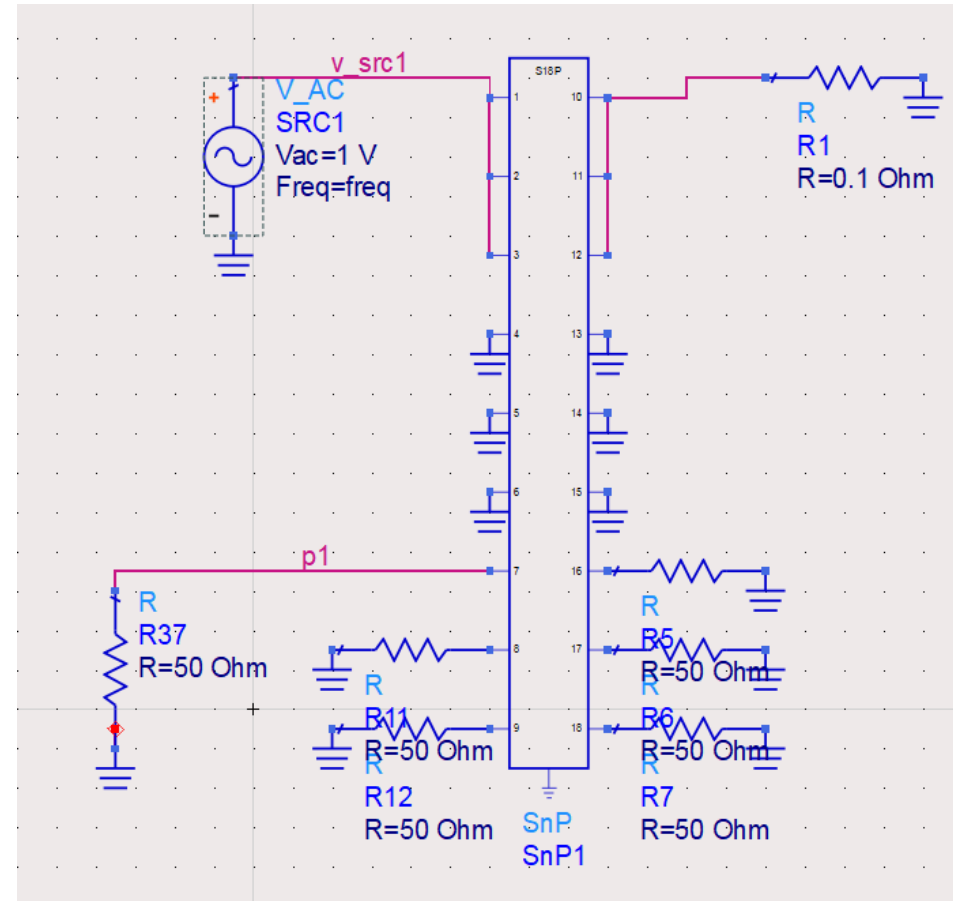 v_src1
V_AC
SRC1
Vac=1 V
Freq=freq
+
-
S18P
1
2
3
4
5
6
7
8
9
10
11
12
13
14
15
16
17
18
R
R1
R=0.1 Ohm
p1
R
R37
R=50 Ohm
R
R11
R=50 Ohm
R
R12
R=50 Ohm
R
R5
R=50 Ohm
R
R6
R=50 Ohm
R7
R=50 Ohm
SnP
SnP1